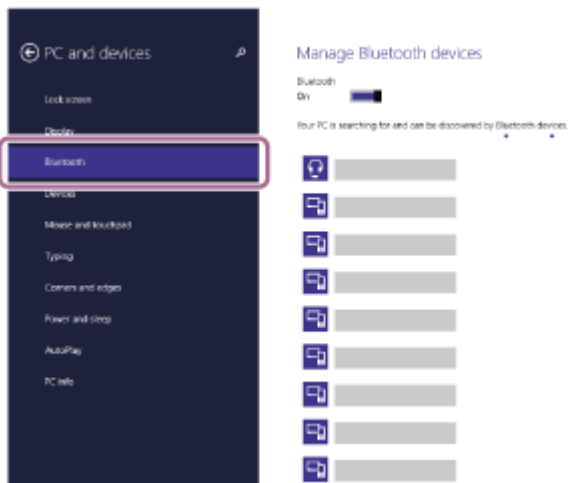 PC and devices
Lock screen
Display
Bluetooth
Devices
Mouse and touchpad
Typing
Corners and edges
Power and sleep
AutoPlay
PC info
Manage Bluetooth devices
Bluetooth
On
Your PC is searching for and can be discovered by Bluetooth devices